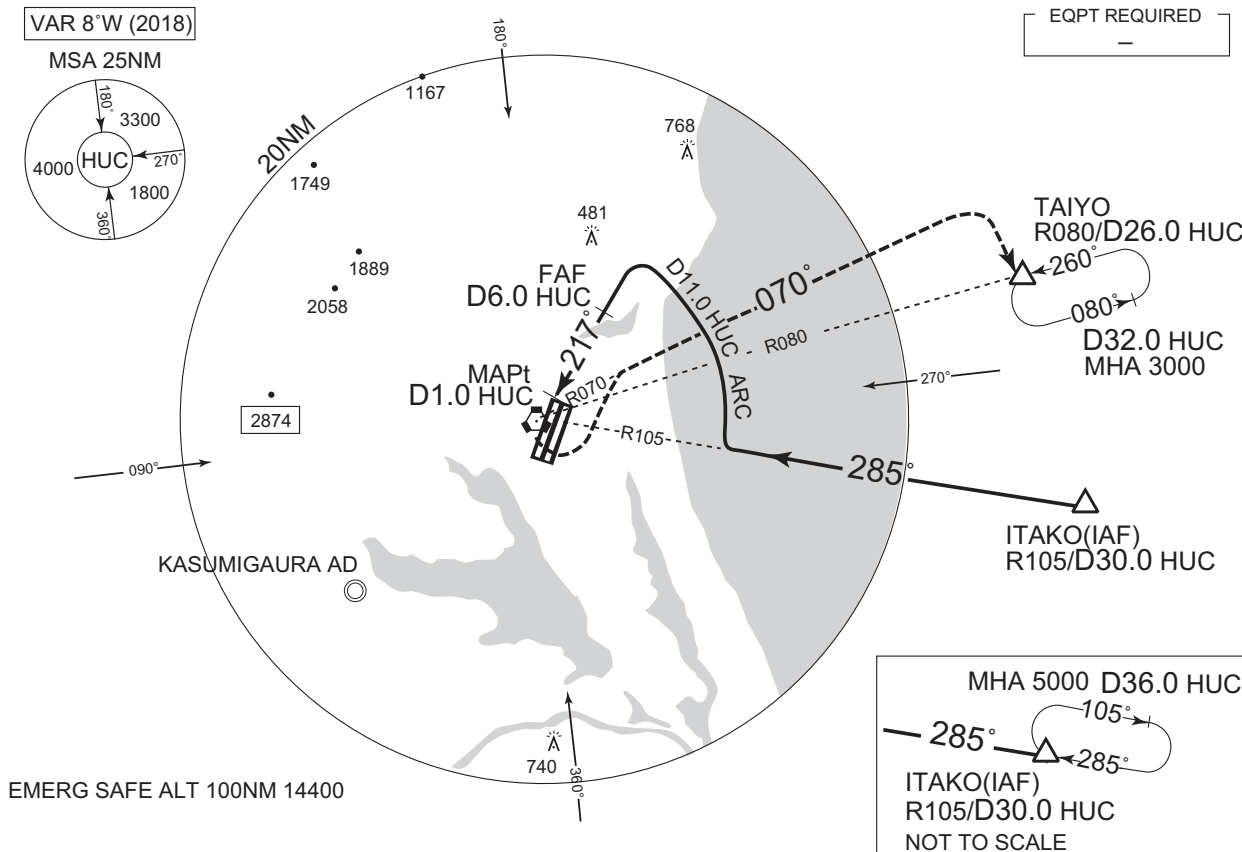 VAR 8°W (2018)
MSA 25NM
180°
3300
HUC
4000
270°
1800
360°
180°
EQPT REQUIRED
–
1167
20NM
768
1749
481
TAIYO
R080/D26.0 HUC
260°
080°
D32.0 HUC
MHA 3000
1889
2058
FAF
D6.0 HUC
D11.0 HUC ARC
070°
R080
217°
MAPt
D1.0 HUC
R070
270°
2874
R105
285°
090°
ITAKO(IAF)
R105/D30.0 HUC
KASUMIGAURA AD
740
360°
EMERG SAFE ALT 100NM 14400
MHA 5000 D36.0 HUC
105°
285°
285°
ITAKO(IAF)
R105/D30.0 HUC
NOT TO SCALE